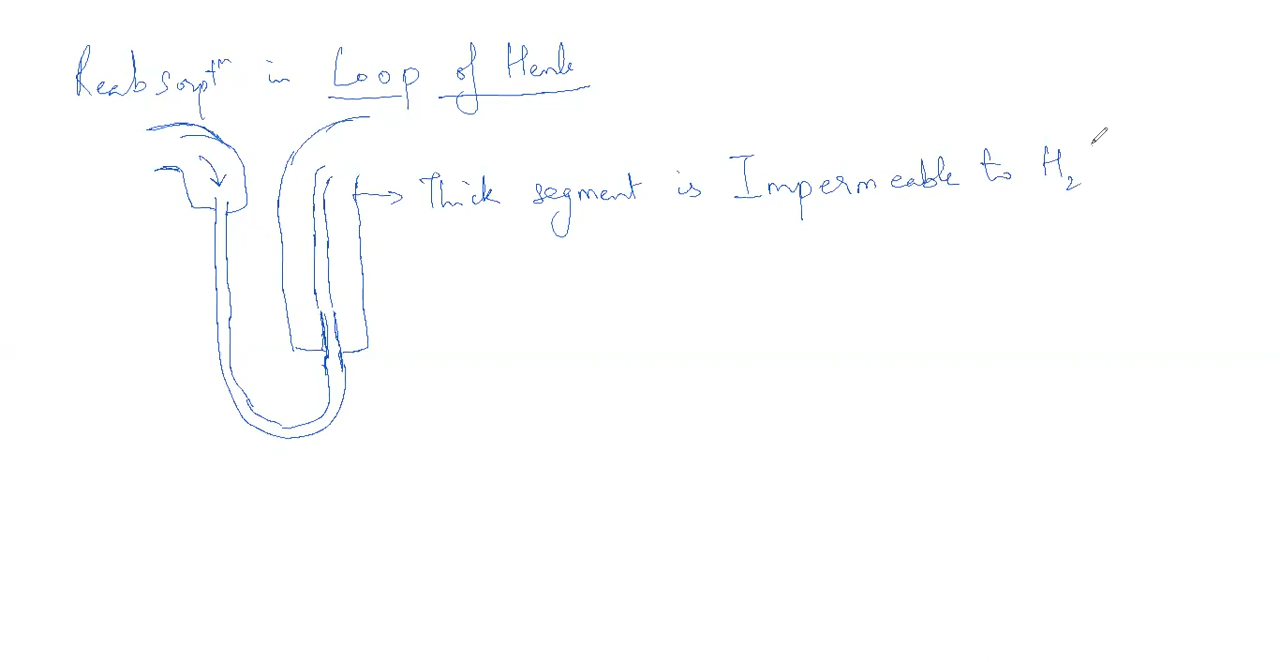 Reabsorptⁿ in Loop of Henle
Thick segment is Impermeable to H₂